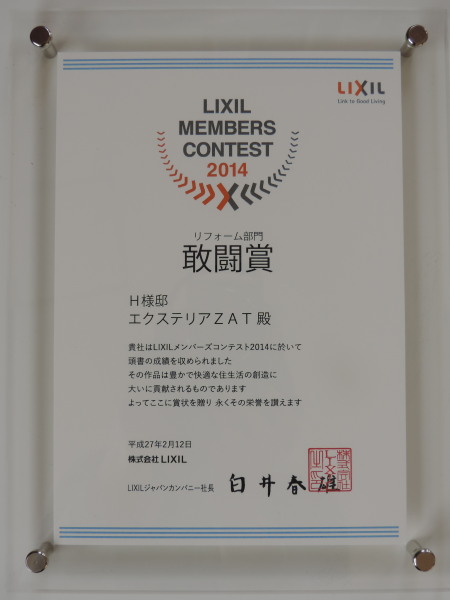 LIXIL
Link to Good Living
LIXIL
MEMBERS
CONTEST
2014
リフォーム部門
敢闘賞
H様邸
エクステリアZAT 殿
貴社はLIXILメンバーズコンテスト2014に於いて
頭書の成績を収められました
その作品は豊かで快適な住生活の創造に
大いに貢献されるものであります
よってここに賞状を贈り 永くその栄誉を讃えます
平成27年2月12日
株式会社 LIXIL
LIXILジャパンカンパニー社長 白井春雄